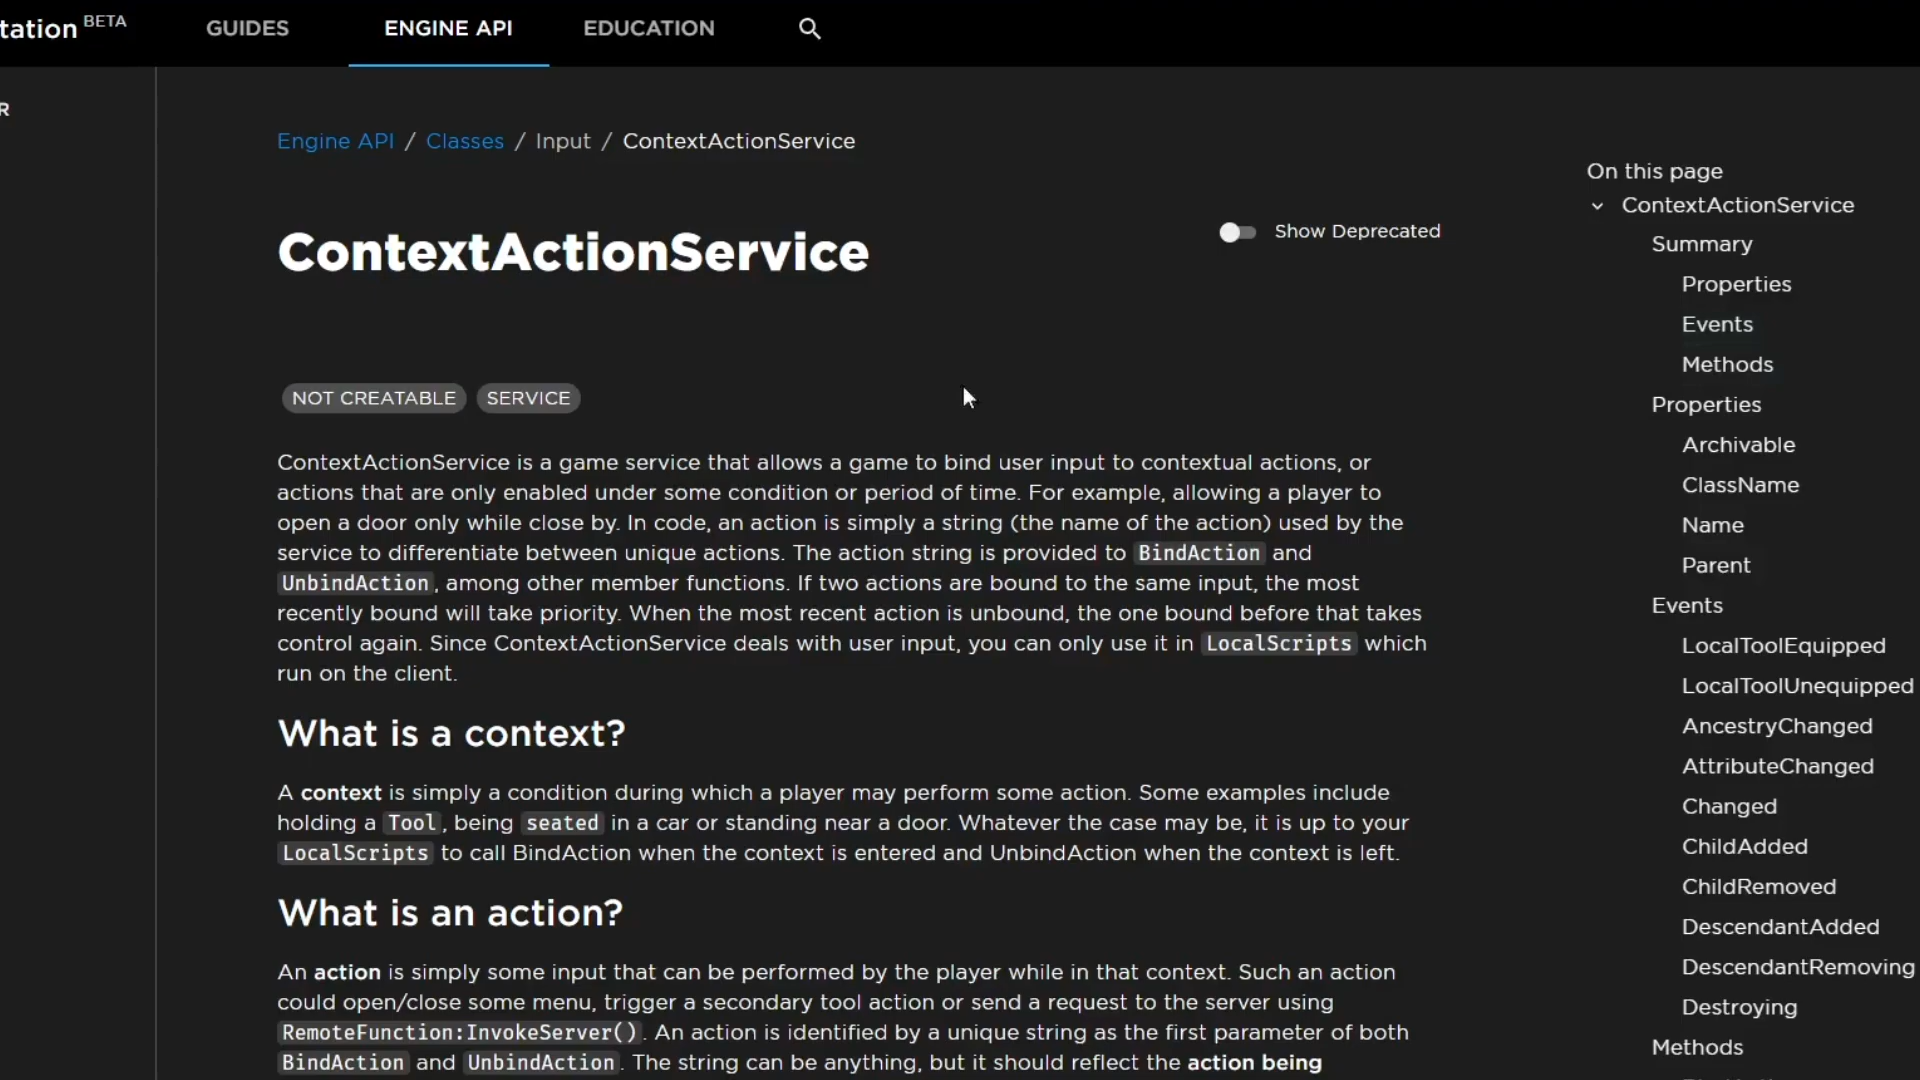 tation BETA
GUIDES
ENGINE API
EDUCATION
R
Engine API / Classes / Input / ContextActionService
ContextActionService
Show Deprecated
NOT CREATABLE
SERVICE
ContextActionService is a game service that allows a game to bind user input to contextual actions, or
actions that are only enabled under some condition or period of time. For example, allowing a player to
open a door only while close by. In code, an action is simply a string (the name of the action) used by the
service to differentiate between unique actions. The action string is provided to BindAction and
UnbindAction, among other member functions. If two actions are bound to the same input, the most
recently bound will take priority. When the most recent action is unbound, the one bound before that takes
control again. Since ContextActionService deals with user input, you can only use it in LocalScripts which
run on the client.
What is a context?
A context is simply a condition during which a player may perform some action. Some examples include
holding a Tool, being seated in a car or standing near a door. Whatever the case may be, it is up to your
LocalScripts to call BindAction when the context is entered and UnbindAction when the context is left.
What is an action?
An action is simply some input that can be performed by the player while in that context. Such an action
could open/close some menu, trigger a secondary tool action or send a request to the server using
RemoteFunction:InvokeServer(). An action is identified by a unique string as the first parameter of both
BindAction and UnbindAction. The string can be anything, but it should reflect the action being
On this page
ContextActionService
Summary
Properties
Events
Methods
Properties
Archivable
ClassName
Name
Parent
Events
LocalToolEquipped
LocalToolUnequipped
AncestryChanged
AttributeChanged
Changed
ChildAdded
ChildRemoved
DescendantAdded
DescendantRemoving
Destroying
Methods